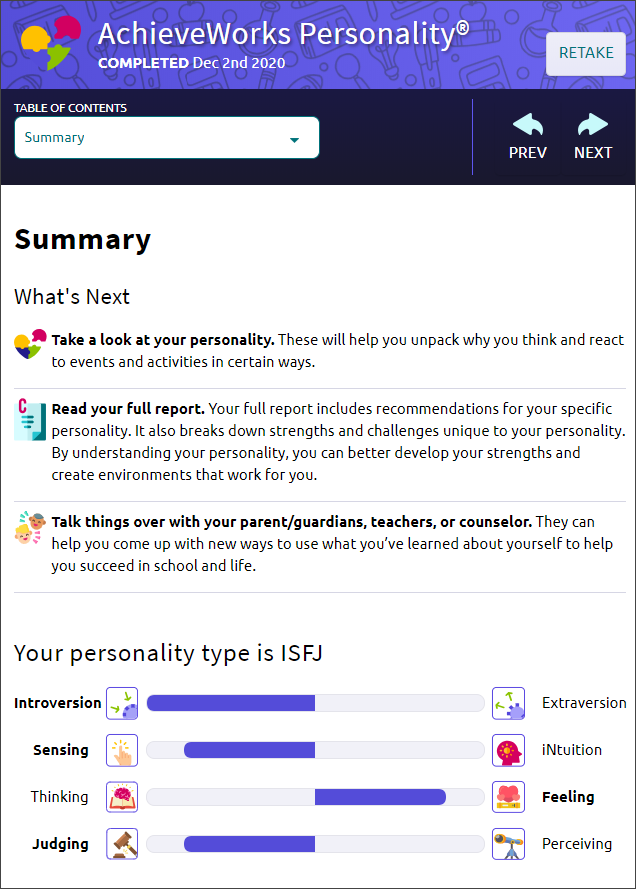 AchieveWorks Personality®
COMPLETED Dec 2nd 2020
RETAKE
TABLE OF CONTENTS
Summary
PREV
NEXT
Summary
What's Next
Take a look at your personality. These will help you unpack why you think and react
to events and activities in certain ways.
C
Read your full report. Your full report includes recommendations for your specific
personality. It also breaks down strengths and challenges unique to your personality.
By understanding your personality, you can better develop your strengths and
create environments that work for you.
Talk things over with your parent/guardians, teachers, or counselor. They can
help you come up with new ways to use what you’ve learned about yourself to help
you succeed in school and life.
Your personality type is ISFJ
Introversion Extraversion
Sensing iNtuition
Thinking Feeling
Judging Perceiving